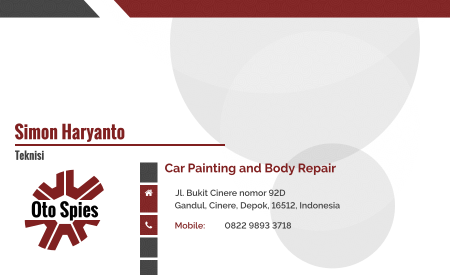 Simon Haryanto
Teknisi
Oto Spies
Car Painting and Body Repair
Jl. Bukit Cinere nomor 92D
Gandul, Cinere, Depok, 16512, Indonesia
Mobile: 0822 9893 3718